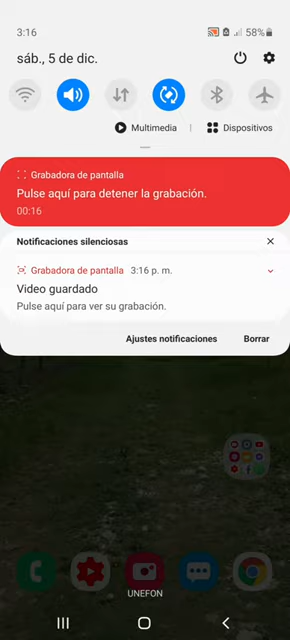 3:16
58%
sáb., 5 de dic.
Multimedia
Dispositivos
Grabadora de pantalla
Pulse aquí para detener la grabación.
00:16
Notificaciones silenciosas
Grabadora de pantalla 3:16 p. m.
Video guardado
Pulse aquí para ver su grabación.
Ajustes notificaciones
Borrar
UNEFON